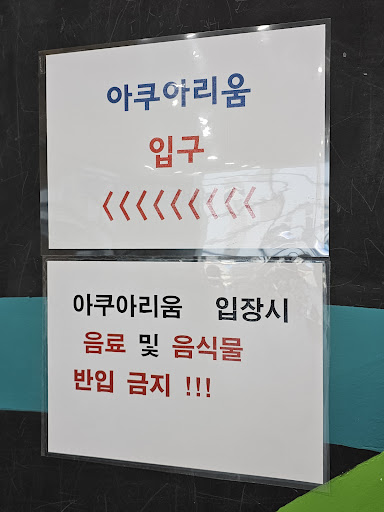 아쿠아리움
입구
<<<<<<<<<
아쿠아리움 입장시
음료 및 음식물
반입 금지 !!!